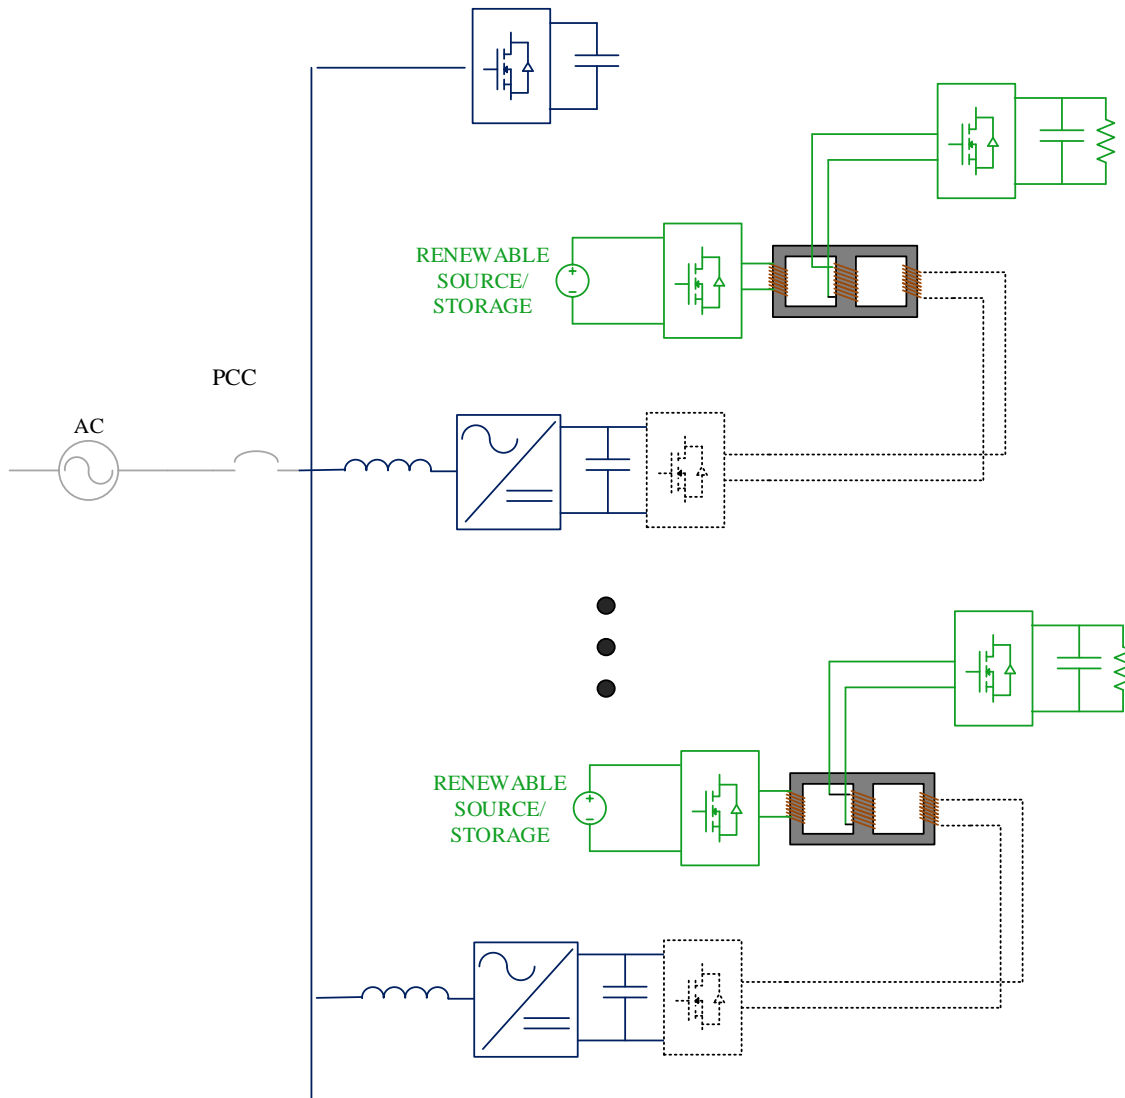 RENEWABLE
SOURCE/
STORAGE
PCC
AC
RENEWABLE
SOURCE/
STORAGE